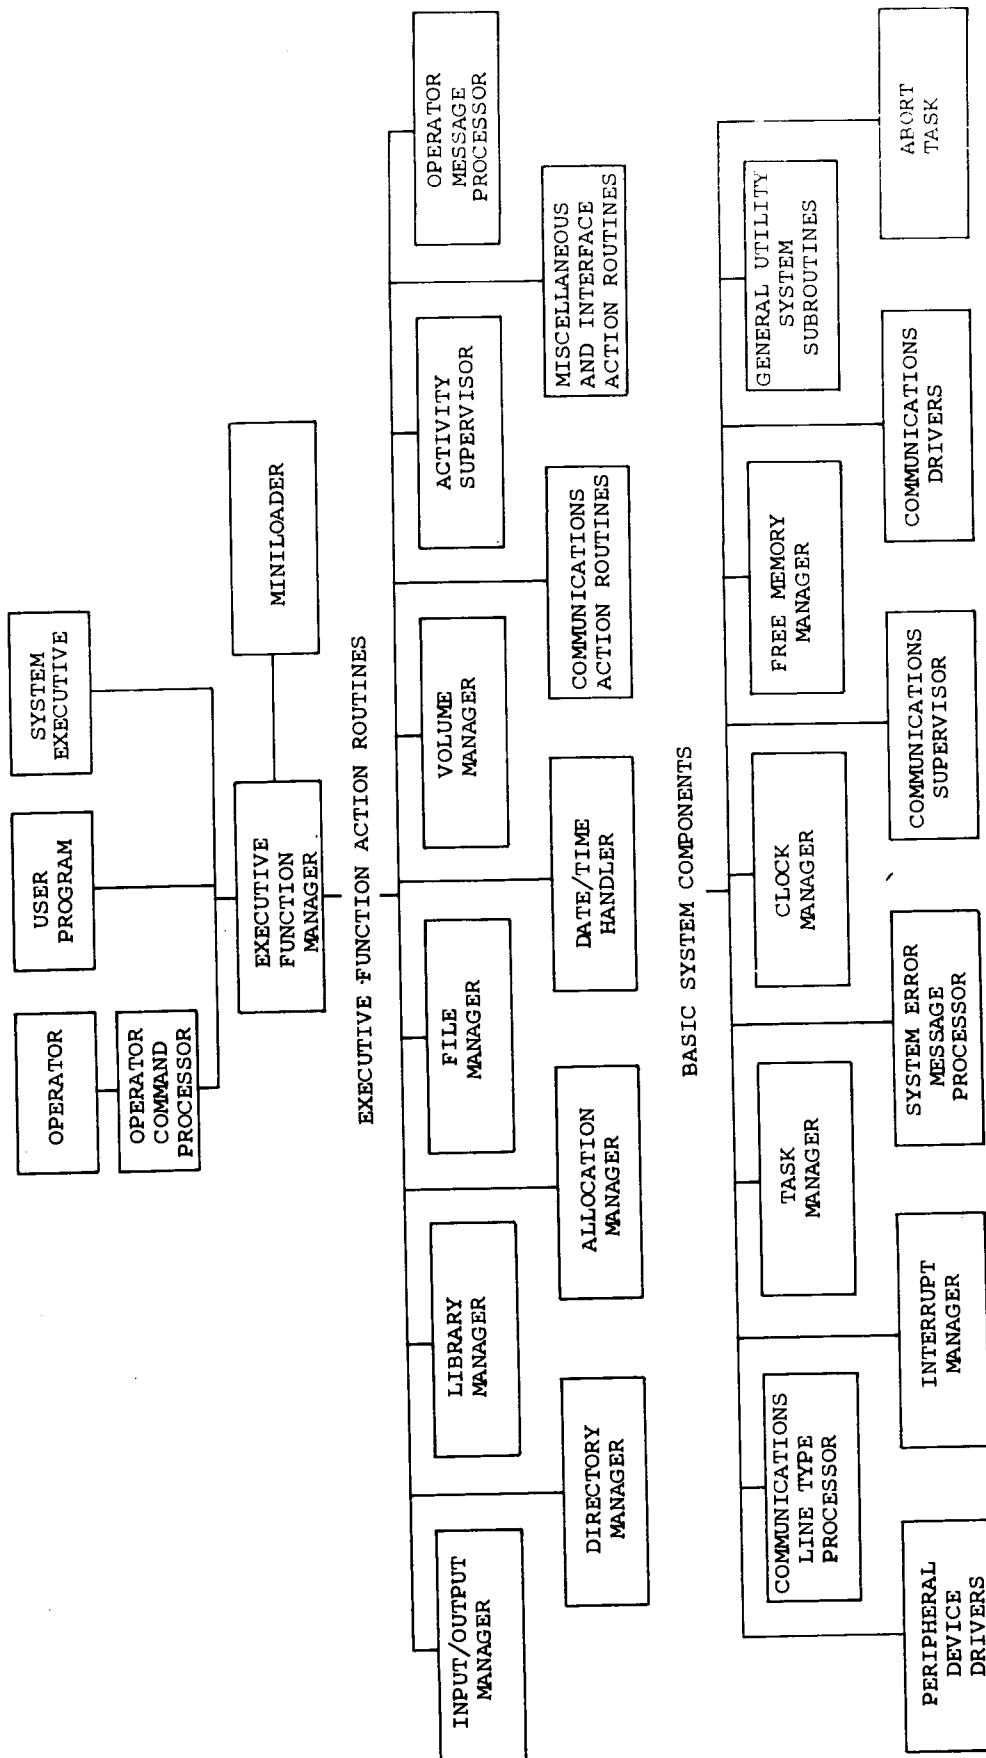 OPERATOR
USER
PROGRAM
SYSTEM
EXECUTIVE
OPERATOR
COMMAND
PROCESSOR
EXECUTIVE
FUNCTION
MANAGER
MINILOADER
EXECUTIVE FUNCTION ACTION ROUTINES
INPUT/OUTPUT
MANAGER
LIBRARY
MANAGER
FILE
MANAGER
VOLUME
MANAGER
ACTIVITY
SUPERVISOR
OPERATOR
MESSAGE
PROCESSOR
DIRECTORY
MANAGER
ALLOCATION
MANAGER
DATE/TIME
HANDLER
COMMUNICATIONS
ACTION ROUTINES
MISCELLANEOUS
AND INTERFACE
ACTION ROUTINES
BASIC SYSTEM COMPONENTS
COMMUNICATIONS
LINE TYPE
PROCESSOR
TASK
MANAGER
CLOCK
MANAGER
FREE MEMORY
MANAGER
GENERAL UTILITY
SYSTEM
SUBROUTINES
PERIPHERAL
DEVICE
DRIVERS
INTERRUPT
MANAGER
SYSTEM ERROR
MESSAGE
PROCESSOR
COMMUNICATIONS
SUPERVISOR
COMMUNICATIONS
DRIVERS
ABORT
TASK